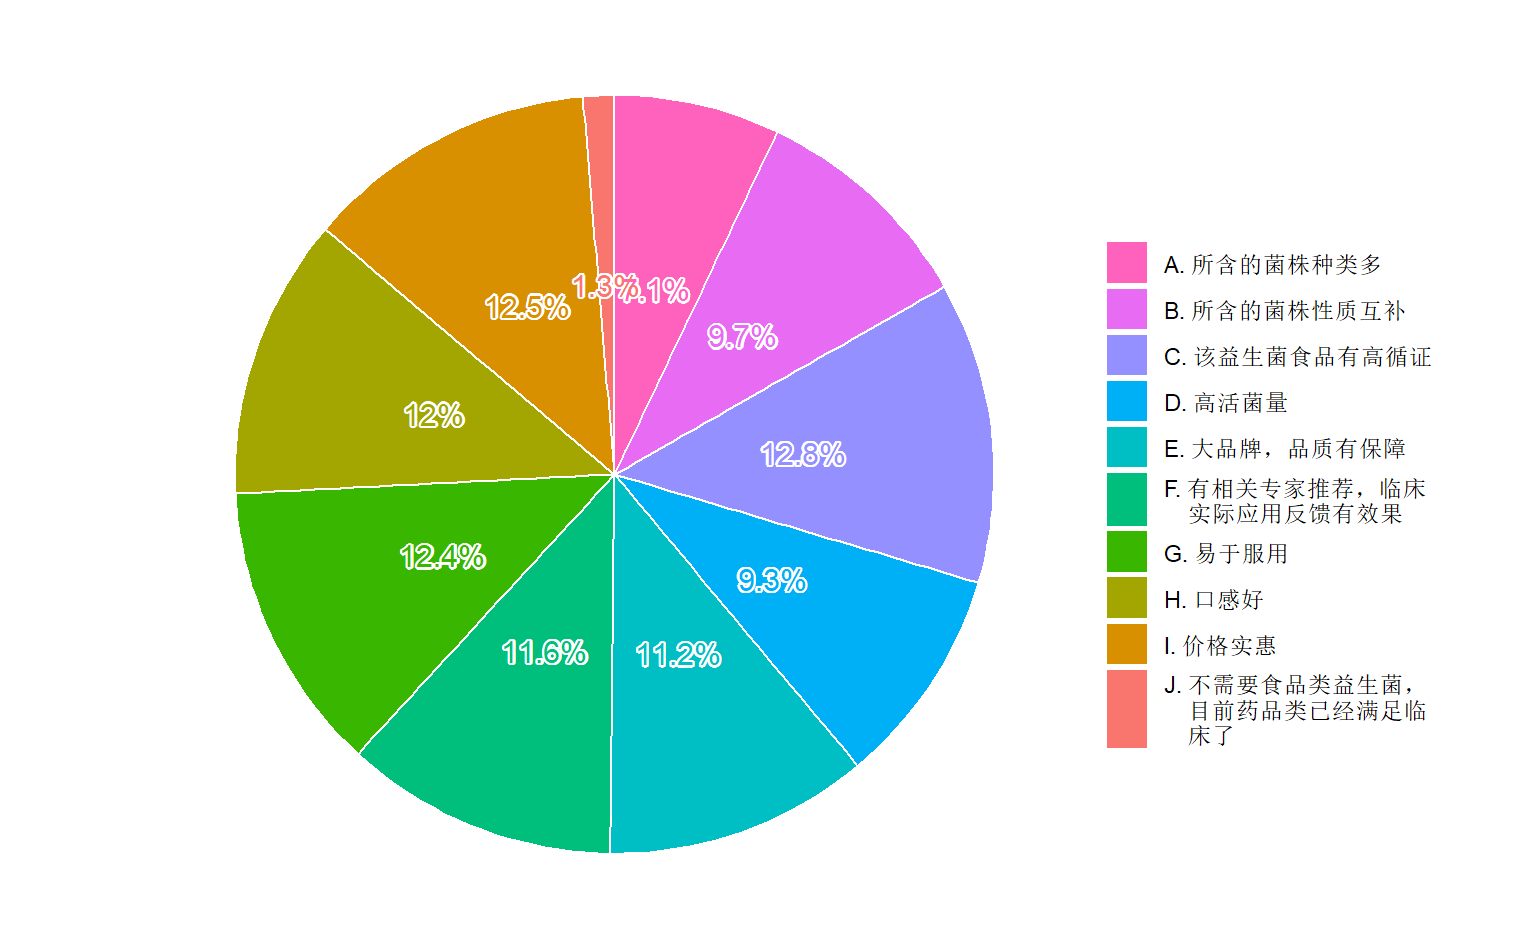 1.3%
.1%
12.5%
9.7%
12%
12.8%
12.4%
9.3%
11.6%
11.2%
A. 所含的菌株种类多
B. 所含的菌株性质互补
C. 该益生菌食品有高循证
D. 高活菌量
E. 大品牌，品质有保障
F. 有相关专家推荐，临床
实际应用反馈有效果
G. 易于服用
H. 口感好
I. 价格实惠
J. 不需要食品类益生菌，
目前药品类已经满足临
床了